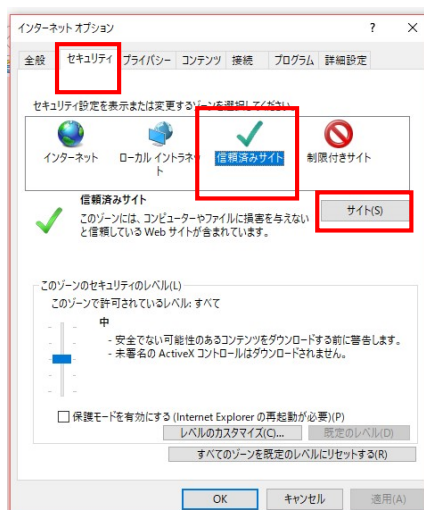 インターネット オプション ? ×
全般 セキュリティ プライバシー コンテンツ 接続 プログラム 詳細設定
セキュリティ設定を表示または変更するゾーンを選択してください。
インターネット ローカル イントラネット 信頼済みサイト 制限付きサイト
信頼済みサイト
サイト(S)
このゾーンには、コンピューターやファイルに損害を与えない
と信頼している Web サイトが含まれています。
このゾーンのセキュリティのレベル(L)
このゾーンで許可されているレベル: すべて
中
- 安全でない可能性のあるコンテンツをダウンロードする前に警告します。
- 未署名の ActiveX コントロールはダウンロードされません。
保護モードを有効にする (Internet Explorer の再起動が必要)(P)
レベルのカスタマイズ(C)... 既定のレベル(D)
すべてのゾーンを既定のレベルにリセットする(R)
OK キャンセル 適用(A)